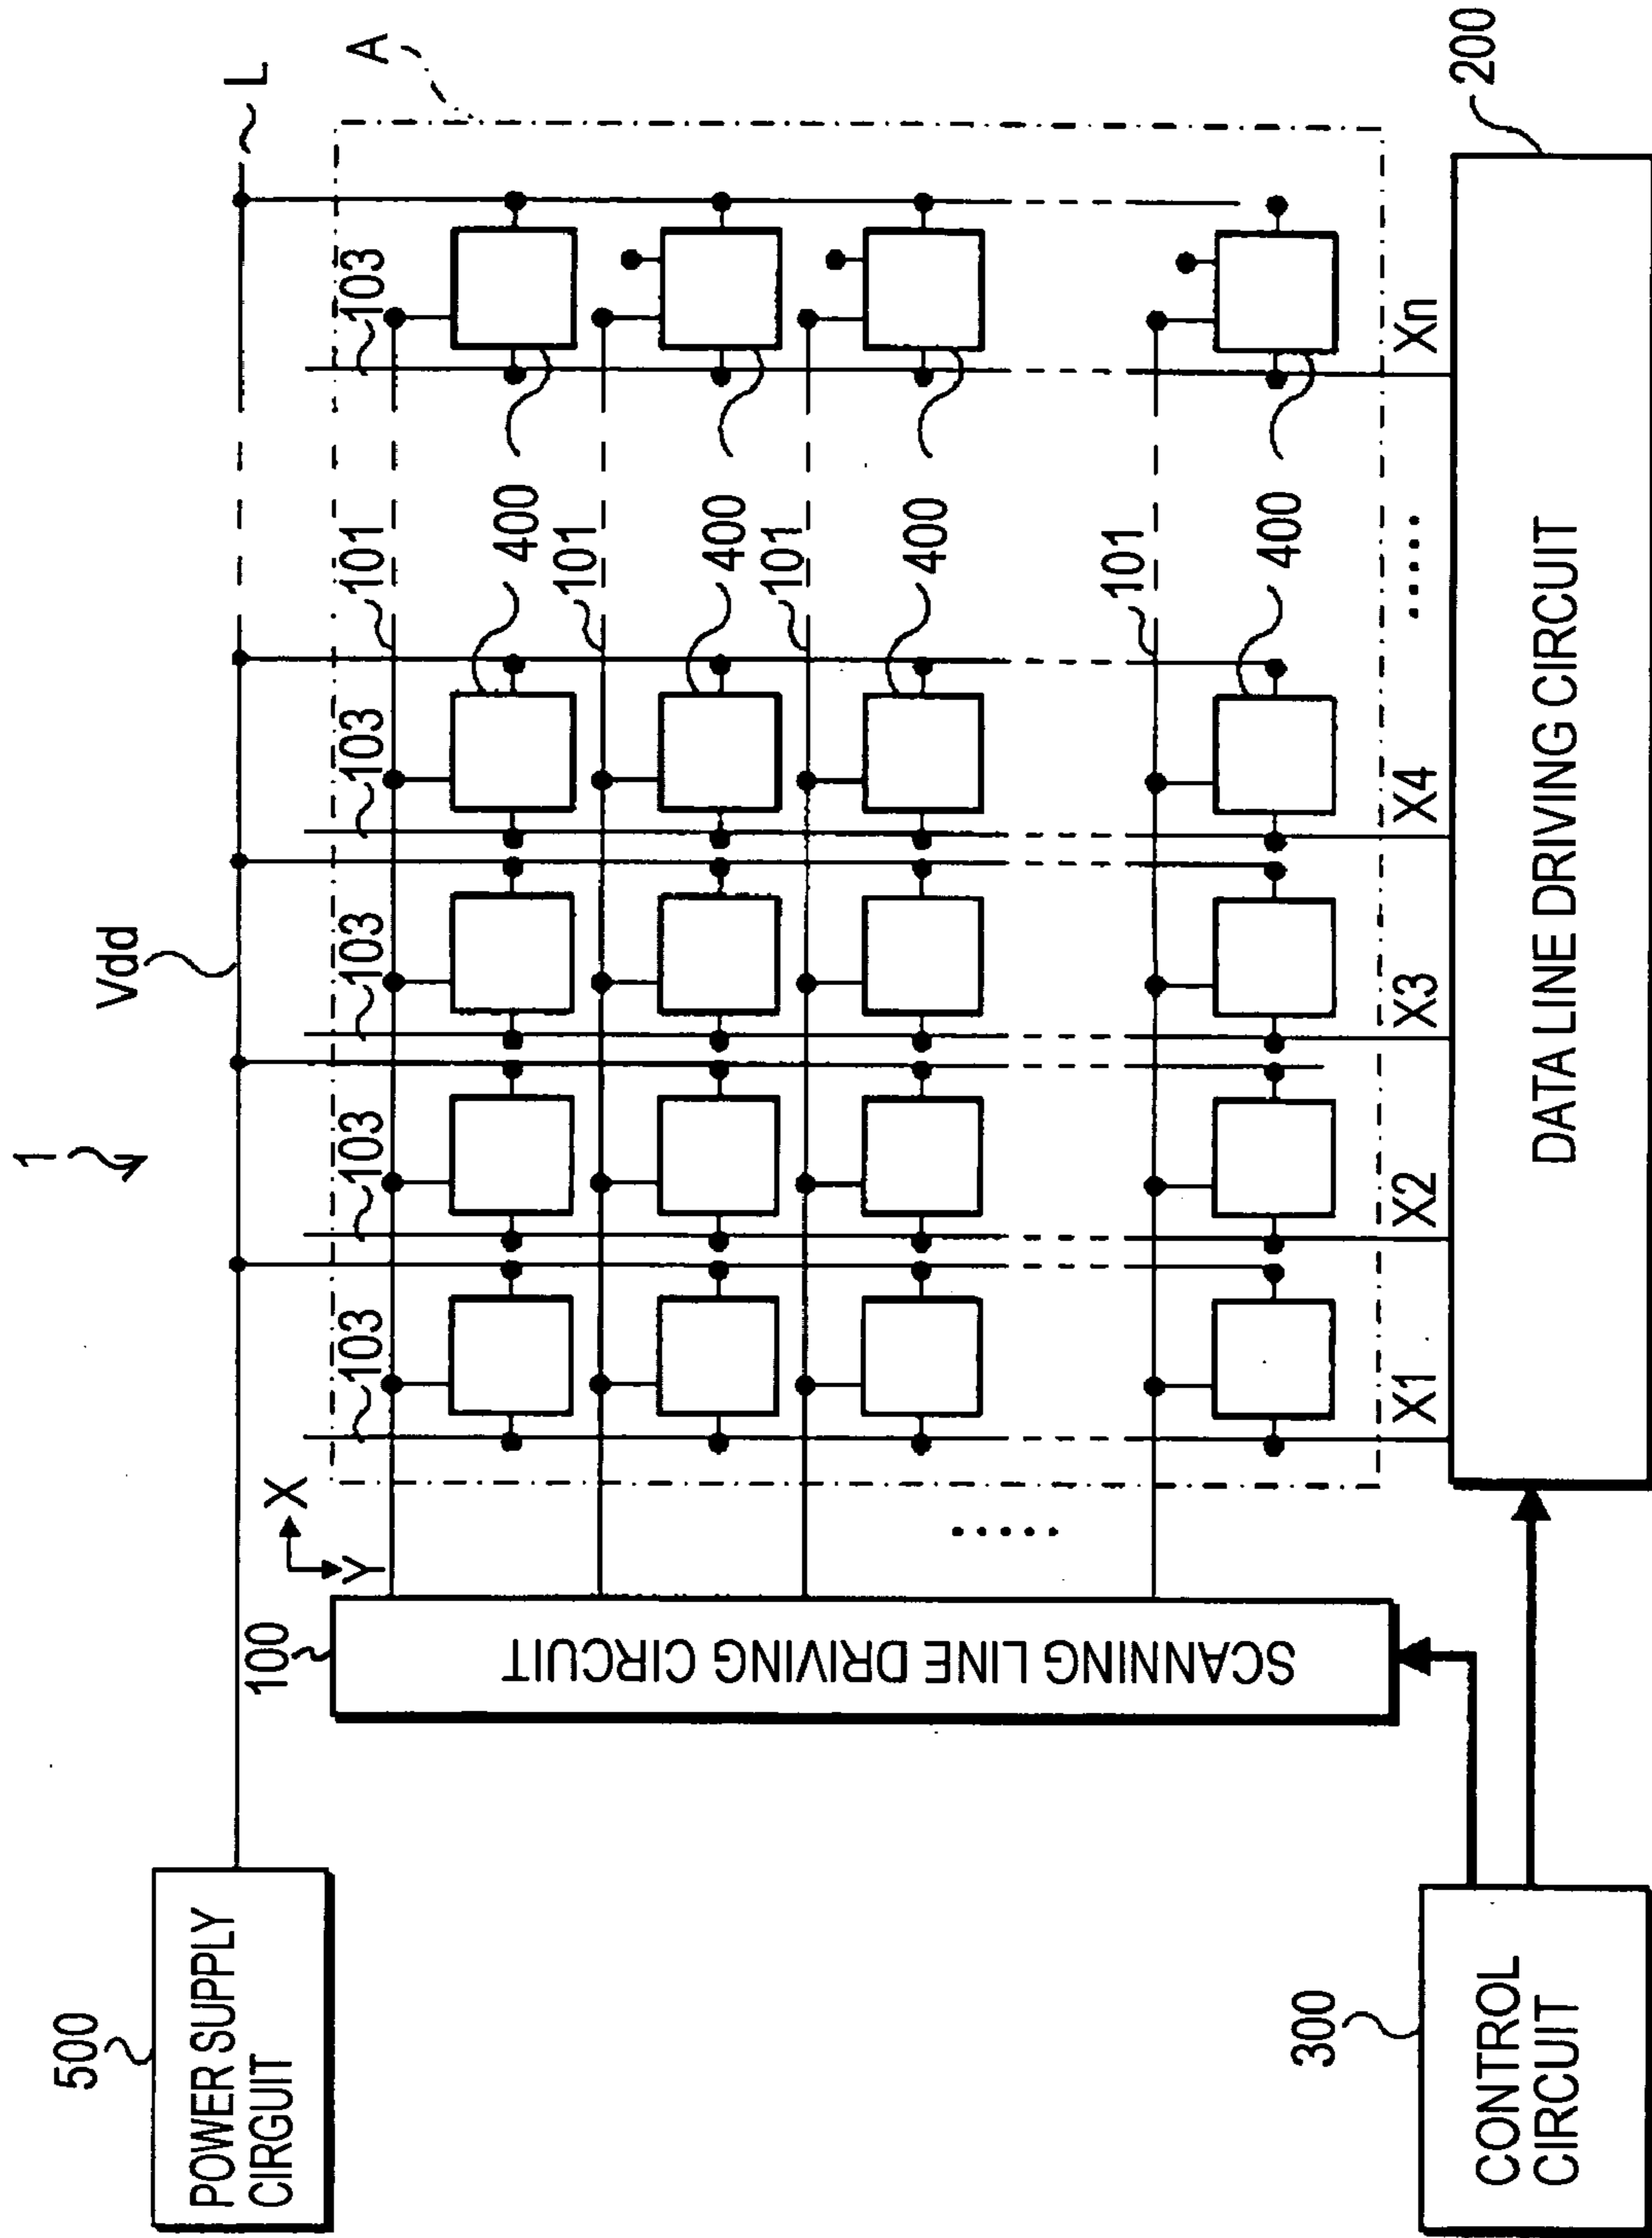 1
500
POWER SUPPLY
CIRGUIT
Vdd
L
A
X
Y
100
SCANNING LINE DRIVING CIRCUIT
103
103
103
103
103
101
400
101
400
101
400
101
400
X1
X2
X3
X4
.....
Xn
.....
200
DATA LINE DRIVING CIRCUIT
300
CONTROL
CIRCUIT